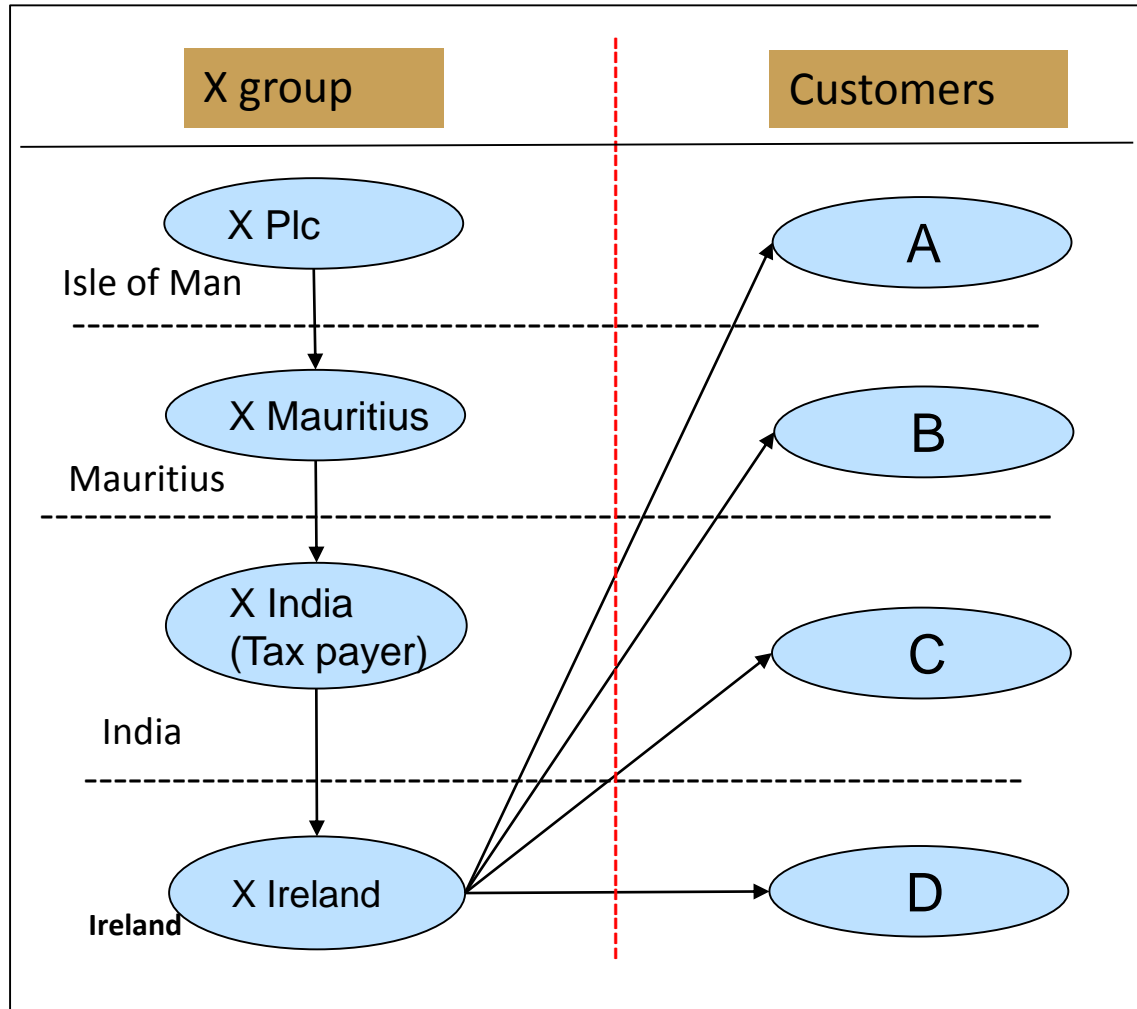 X group
Customers
X Plc
A
Isle of Man
X Mauritius
B
Mauritius
X India
(Tax payer)
C
India
X Ireland
D
Ireland